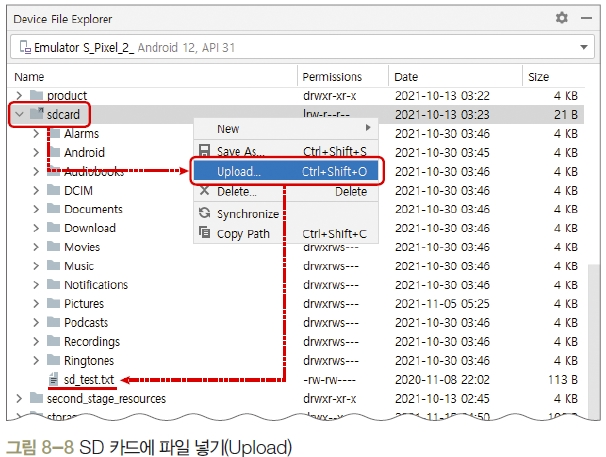 Device File Explorer
Emulator S_Pixel_2_ Android 12, API 31
Name Permissions Date Size
product drwxr-xr-x 2021-10-13 03:22 4 KB
sdcard lrw-r--r-- 2021-10-13 03:23 21 B
Alarms 2021-10-30 03:46 4 KB
Android 2021-10-30 03:46 4 KB
Audiobooks 2021-10-30 03:46 4 KB
DCIM 2021-10-30 03:46 4 KB
Documents 2021-10-30 03:46 4 KB
Download 2021-10-30 03:46 4 KB
Movies drwxrws--- 2021-10-30 03:46 4 KB
Music drwxrws--- 2021-10-30 03:46 4 KB
Notifications drwxrws--- 2021-10-30 03:46 4 KB
Pictures drwxrws--- 2021-11-05 05:25 4 KB
Podcasts drwxrws--- 2021-10-30 03:46 4 KB
Recordings drwxrws--- 2021-10-30 03:46 4 KB
Ringtones drwxrws--- 2021-10-30 03:46 4 KB
sd_test.txt -rw-rw---- 2020-11-08 22:02 113 B
second_stage_resources drwxr-xr-x 2021-10-13 02:45 4 KB
New
Save As... Ctrl+Shift+S
Upload... Ctrl+Shift+O
Delete... Delete
Synchronize
Copy Path Ctrl+Shift+C
그림 8-8 SD 카드에 파일 넣기(Upload)